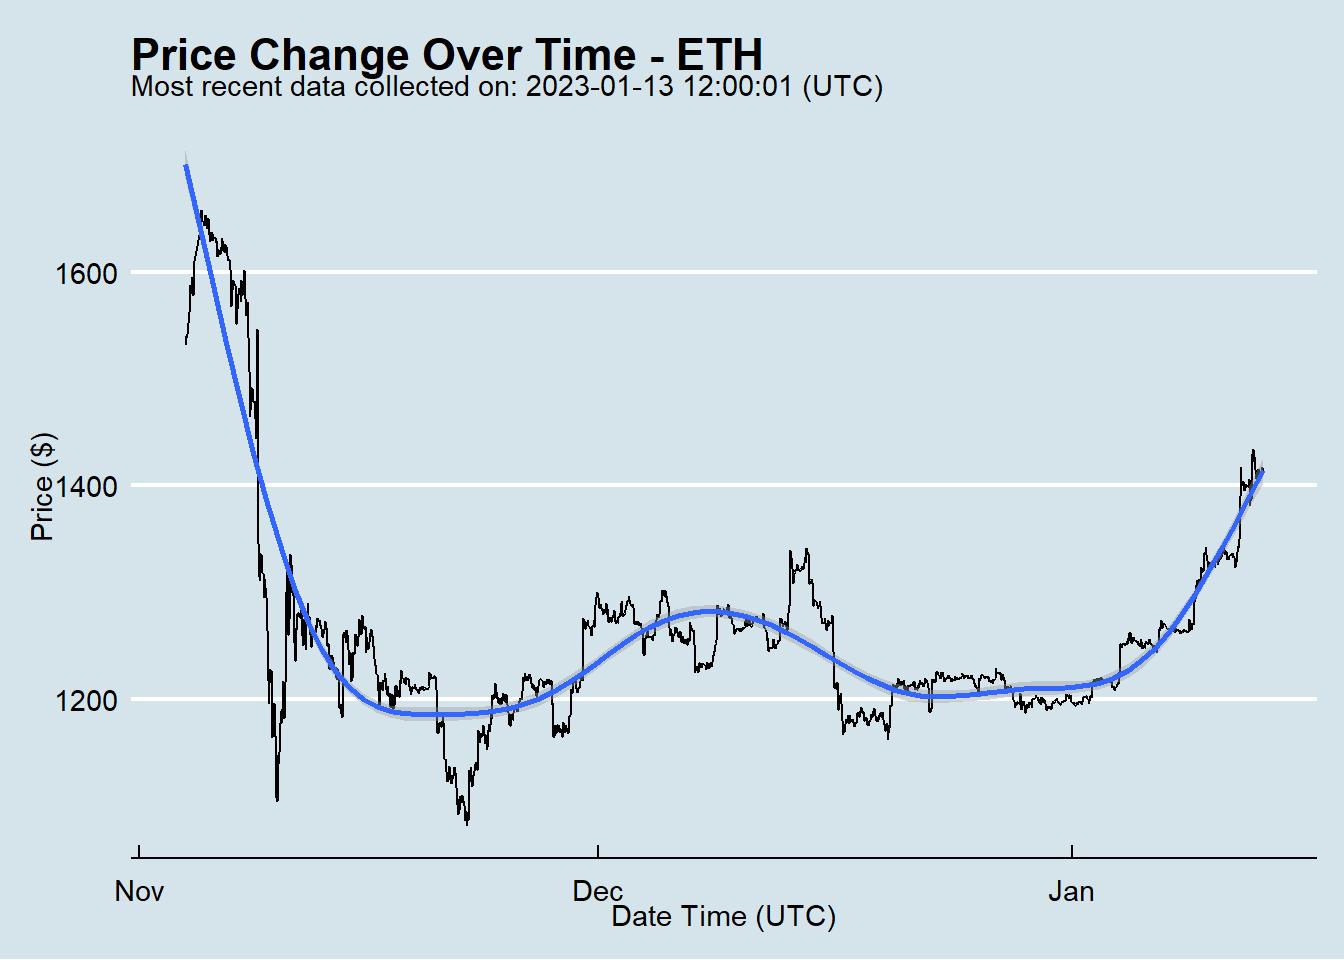 Price Change Over Time - ETH
Most recent data collected on: 2023-01-13 12:00:01 (UTC)
Price ($)
1600
1400
1200
Nov
Dec
Jan
Date Time (UTC)